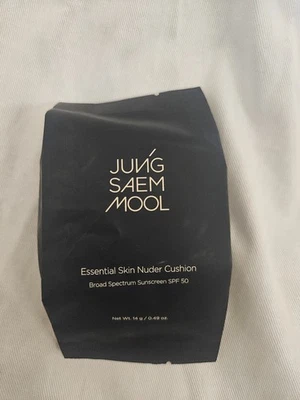 JUNG
SAEM
MOOL
Essential Skin Nuder Cushion
Broad Spectrum Sunscreen SPF 50
Net Wt. 14 g / 0.49 oz.